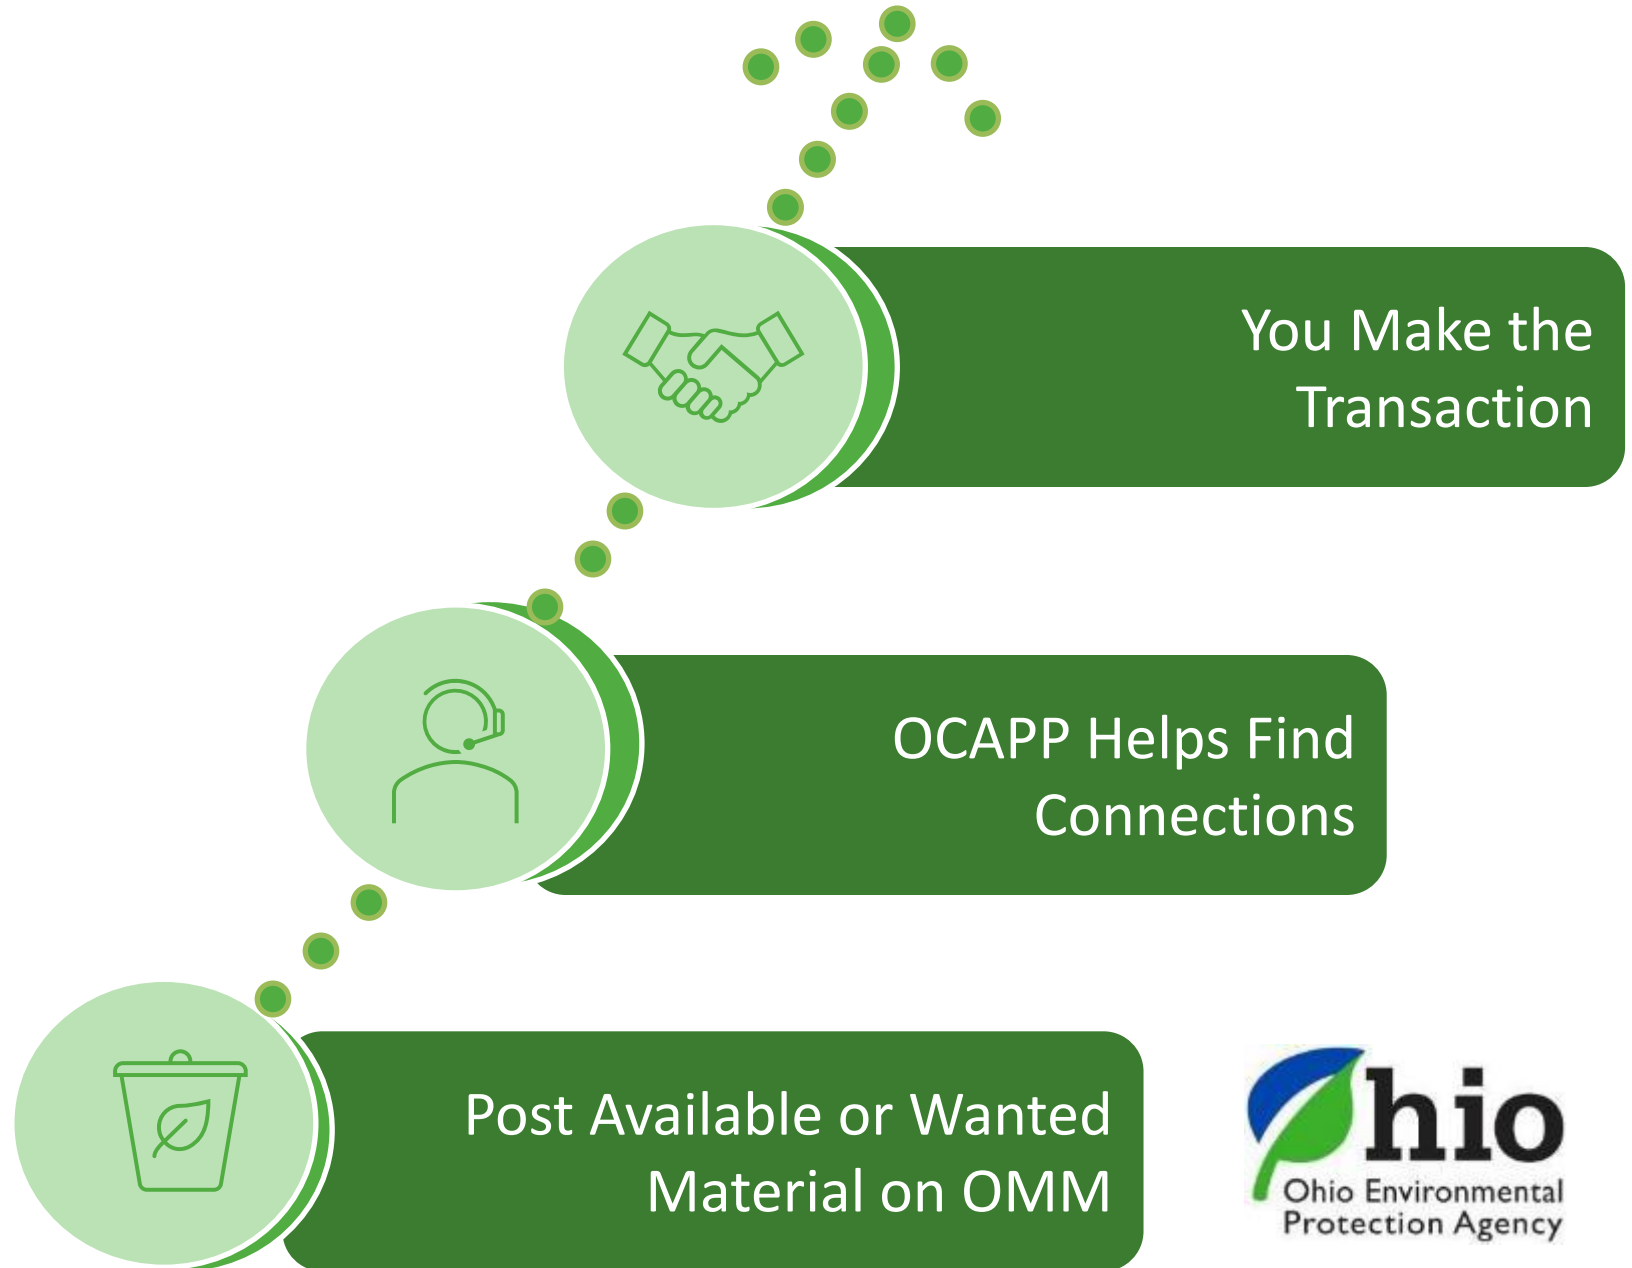 You Make the
Transaction
OCAPP Helps Find
Connections
Post Available or Wanted
Material on OMM
Ohio
Ohio Environmental
Protection Agency